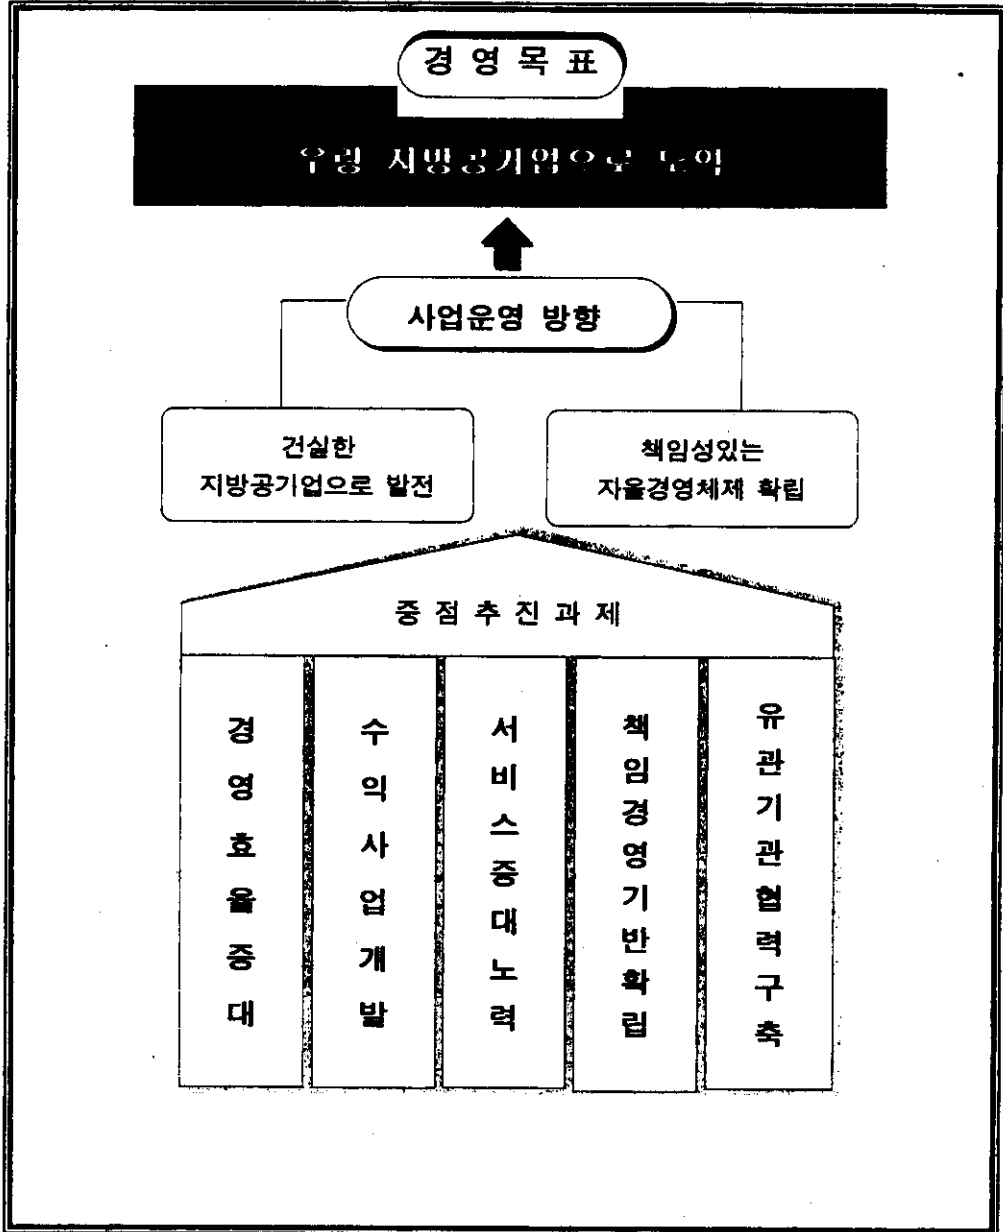 경 영 목 표
우량 지방공기업으로 도약
사업운영 방향
건실한
지방공기업으로 발전
책임성있는
자율경영체제 확립
중 점 추 진 과 제
경영효율증대
수익사업개발
서비스증대노력
책임경영기반확립
유관기관협력구축